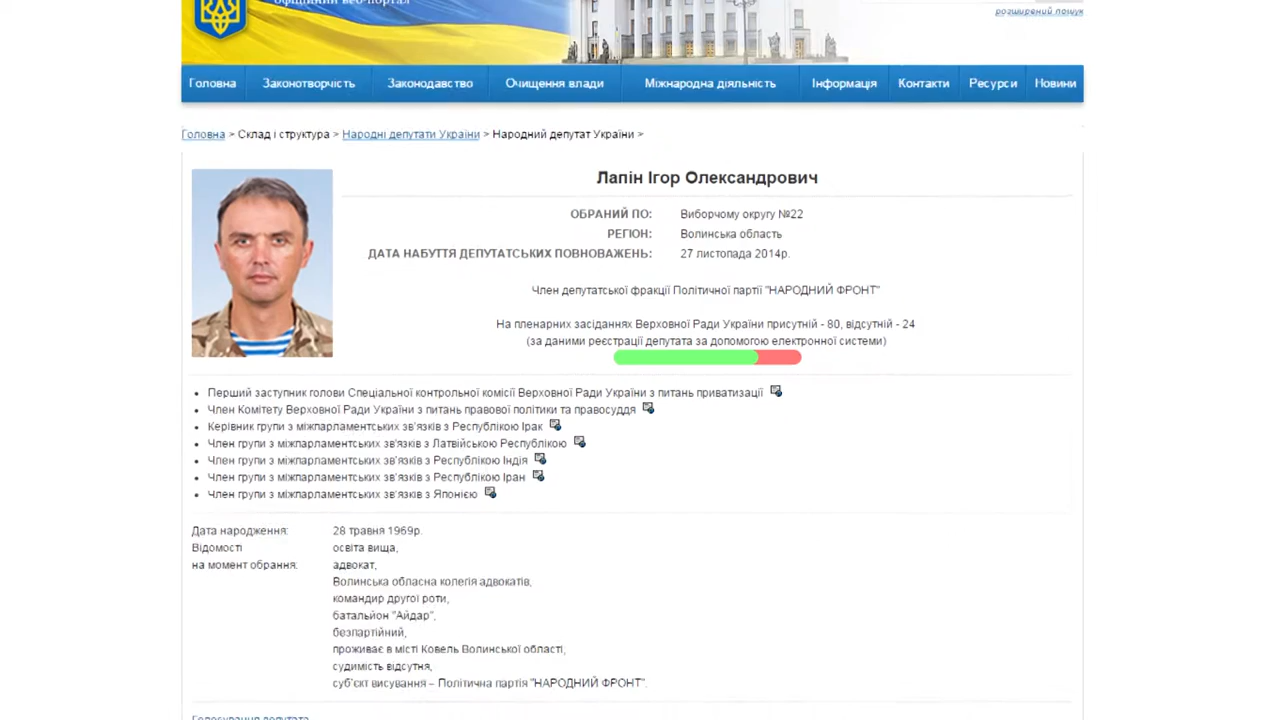 офіційний веб-портал
розширений пошук
Головна Законотворчість Законодавство Очищення влади Міжнародна діяльність Інформація Контакти Ресурси Новини
Головна > Склад і структура > Народні депутати України > Народний депутат України >
Лапін Ігор Олександрович
ОБРАНИЙ ПО: Виборчому округу №22
РЕГІОН: Волинська область
ДАТА НАБУТТЯ ДЕПУТАТСЬКИХ ПОВНОВАЖЕНЬ: 27 листопада 2014р.
Член депутатської фракції Політичної партії "НАРОДНИЙ ФРОНТ"
На пленарних засіданнях Верховної Ради України присутній - 80, відсутній - 24
(за даними реєстрації депутата за допомогою електронної системи)
• Перший заступник голови Спеціальної контрольної комісії Верховної Ради України з питань приватизації
• Член Комітету Верховної Ради України з питань правової політики та правосуддя
• Керівник групи з міжпарламентських зв'язків з Республікою Ірак
• Член групи з міжпарламентських зв'язків з Латвійською Республікою
• Член групи з міжпарламентських зв'язків з Республікою Індія
• Член групи з міжпарламентських зв'язків з Республікою Іран
• Член групи з міжпарламентських зв'язків з Японією
Дата народження: 28 травня 1969р.
Відомості освіта вища,
на момент обрання: адвокат,
Волинська обласна колегія адвокатів,
командир другої роти,
батальйон "Айдар",
безпартійний,
проживає в місті Ковель Волинської області,
судимість відсутня,
суб'єкт висування – Політична партія "НАРОДНИЙ ФРОНТ".
Голосування депутата